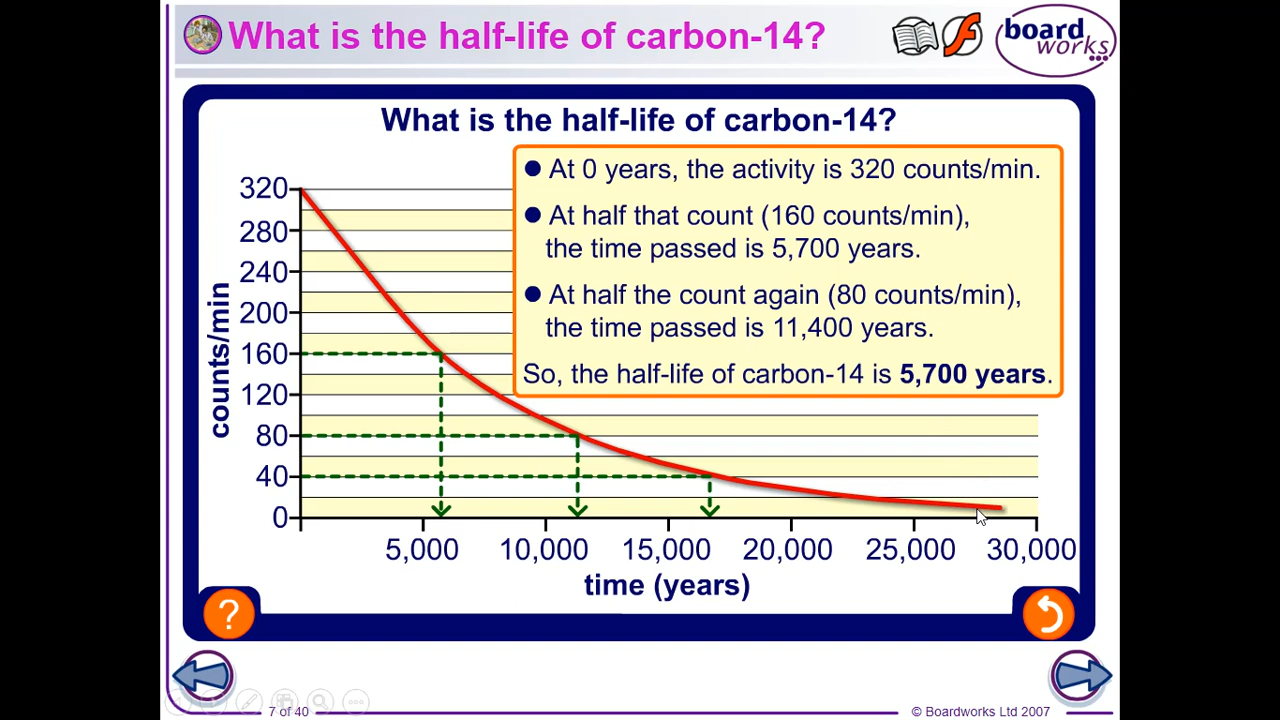 What is the half-life of carbon-14?
board
works
What is the half-life of carbon-14?
● At 0 years, the activity is 320 counts/min.
● At half that count (160 counts/min),
the time passed is 5,700 years.
● At half the count again (80 counts/min),
the time passed is 11,400 years.
So, the half-life of carbon-14 is 5,700 years.
counts/min
320
280
240
200
160
120
80
40
0
5,000 10,000 15,000 20,000 25,000 30,000
time (years)
?
7 of 40
© Boardworks Ltd 2007